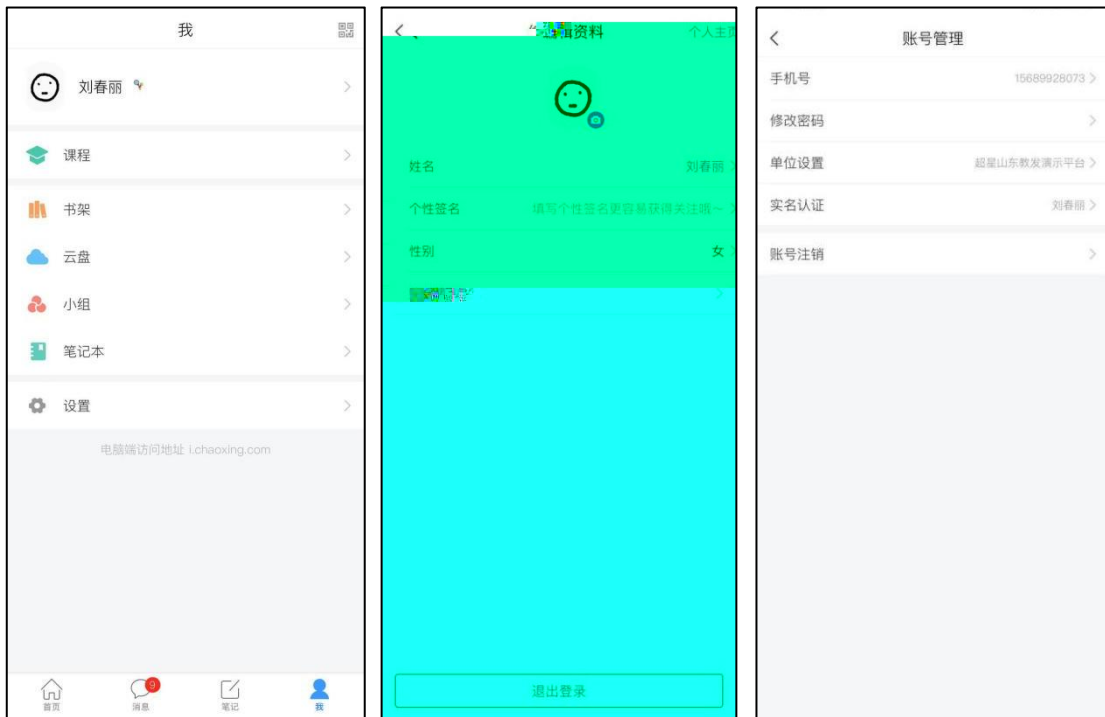 我
刘春丽
课程
书架
云盘
小组
笔记本
设置
电脑端访问地址 i.chaoxing.com
首页
9
消息
笔记
我
辑资料
个人主页
姓名
刘春丽
个性签名
填写个性签名更容易获得关注哦~
性别
女
退出登录
账号管理
手机号
15689928073
修改密码
单位设置
超星山东教发演示平台
实名认证
刘春丽
账号注销